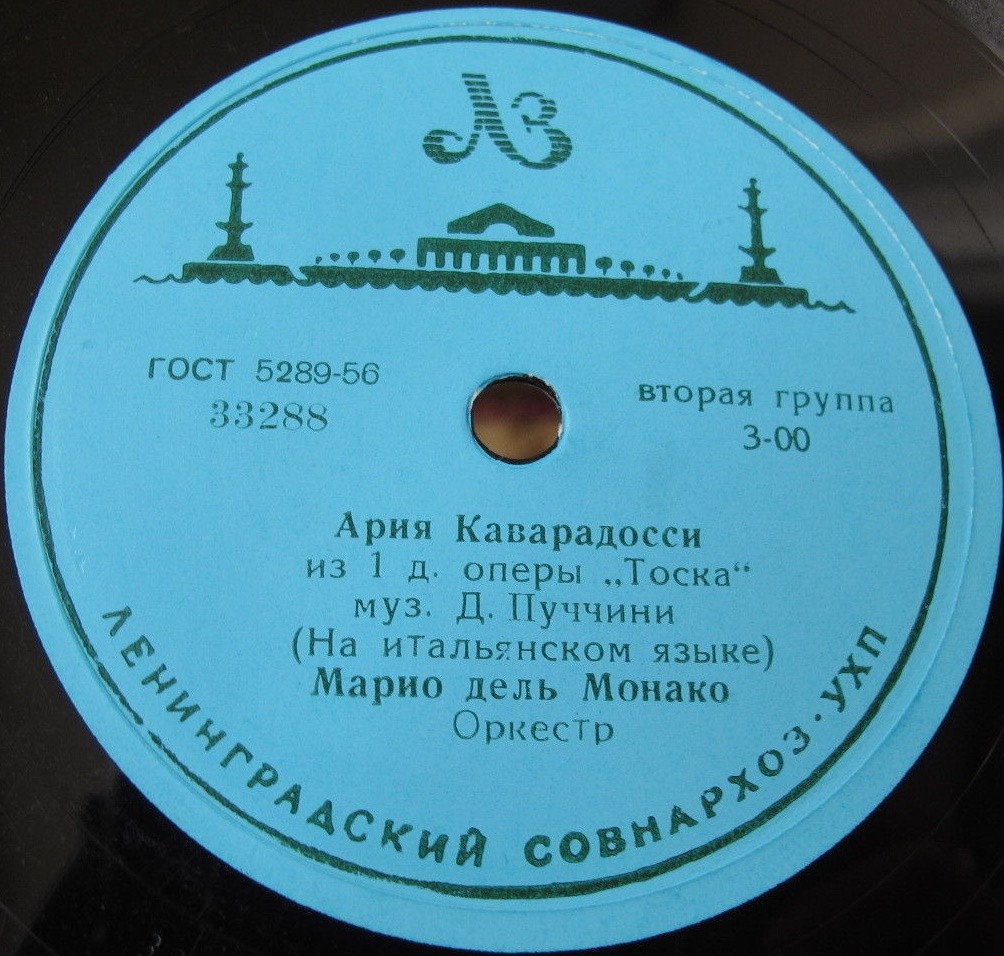 ЛЗ
ГОСТ 5289-56
33288
вторая группа
3-00
Ария Каварадосси
из 1 д. оперы „Тоска“
муз. Д. Пуччини
(На итальянском языке)
Марио дель Монако
Оркестр
ЛЕНИНГРАДСКИЙ СОВНАРХОЗ · УХП